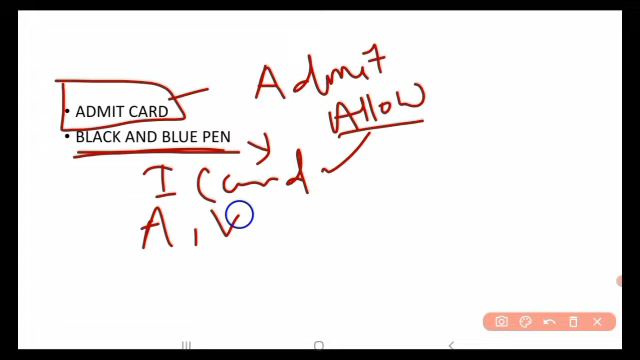 Admit
Allow
• ADMIT CARD
• BLACK AND BLUE PEN
I Card
A, V